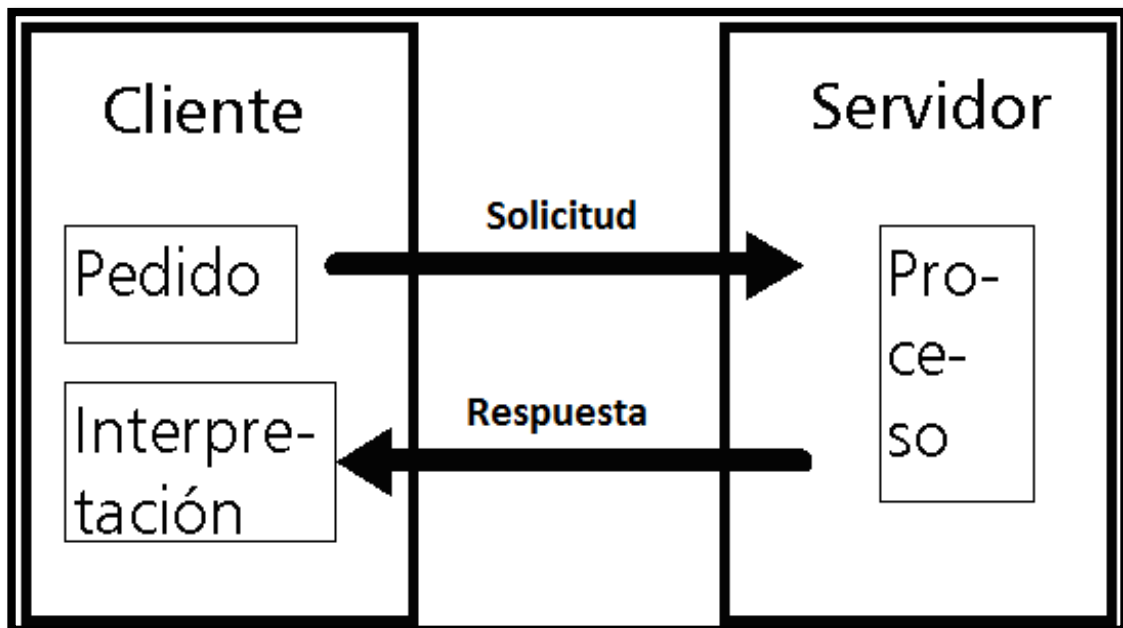 Cliente
Servidor
Solicitud
Pedido
Pro-
ce-
so
Respuesta
Interpre-
tación